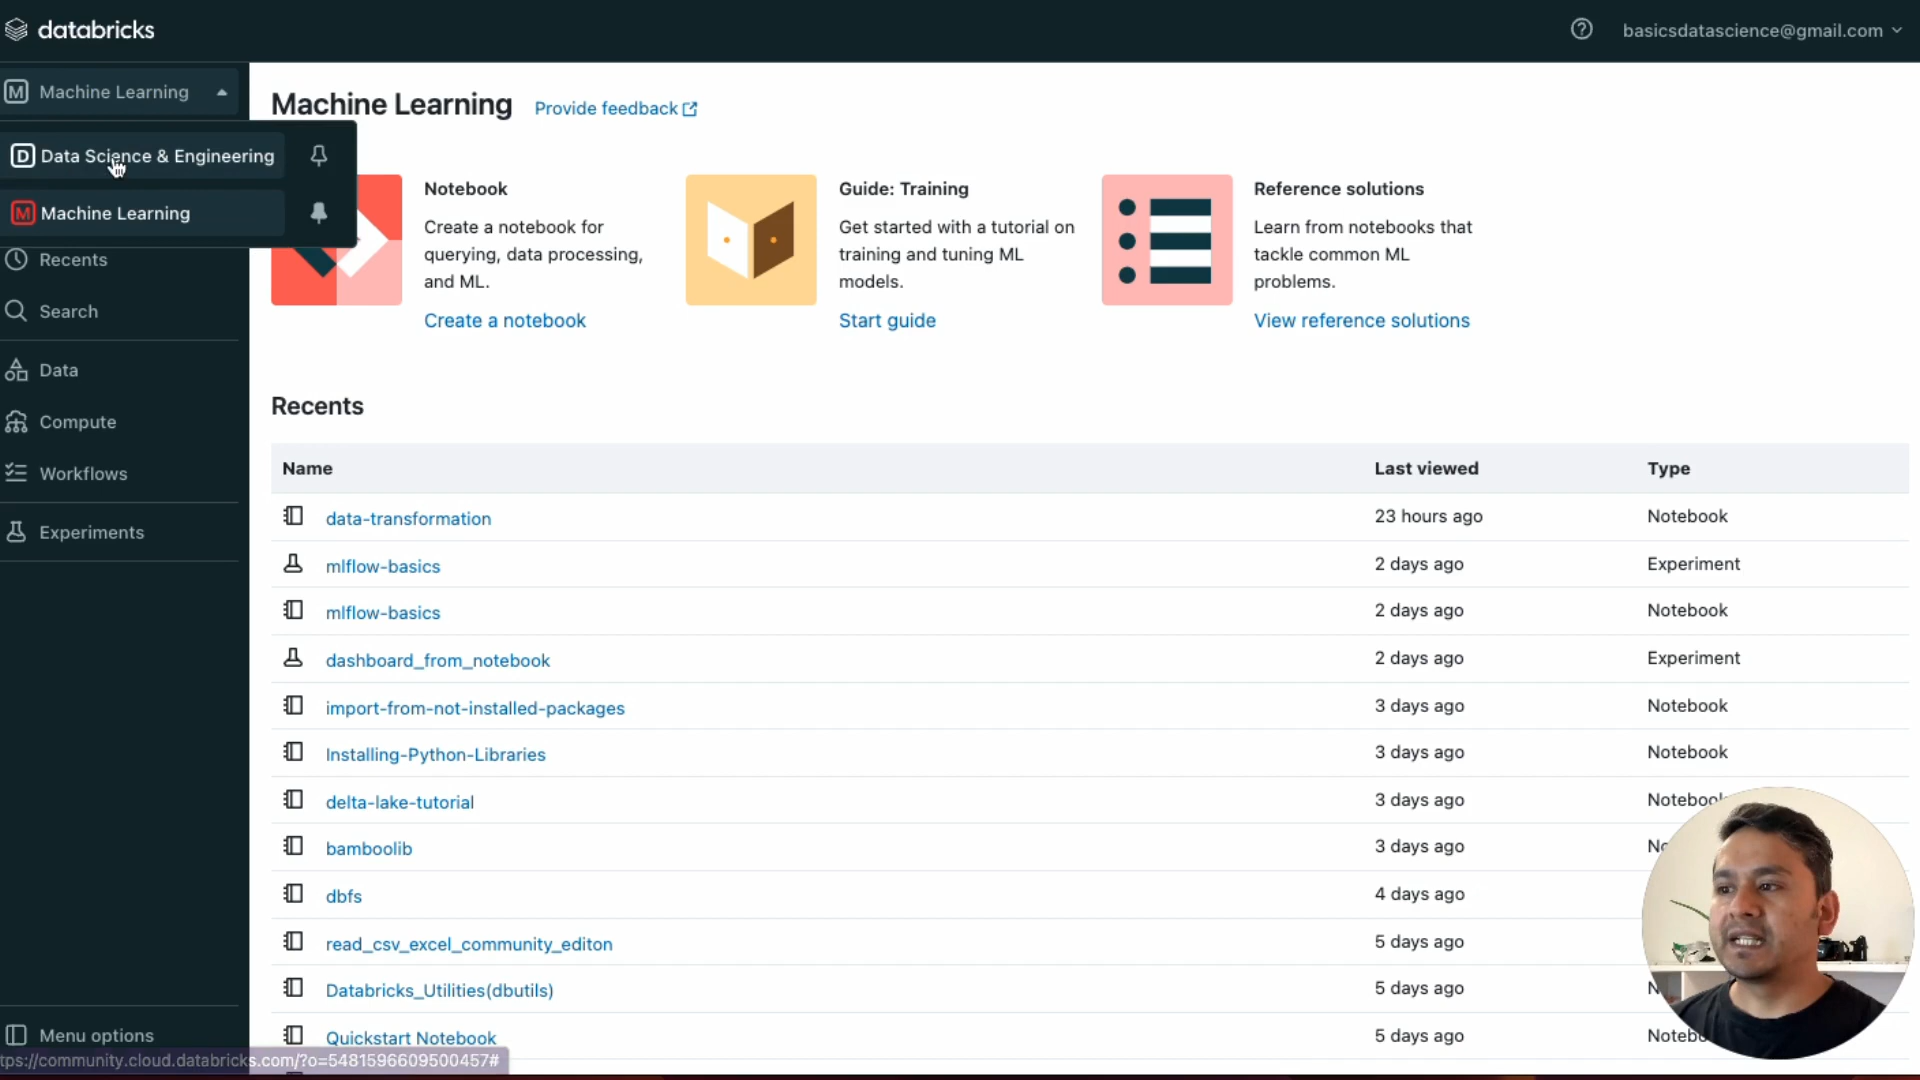 databricks
basicsdatascience@gmail.com
M Machine Learning
D Data Science & Engineering
M Machine Learning
Recents
Search
Data
Compute
Workflows
Experiments
Menu options
Machine Learning Provide feedback
Notebook
Create a notebook for
querying, data processing,
and ML.
Create a notebook
Guide: Training
Get started with a tutorial on
training and tuning ML
models.
Start guide
Reference solutions
Learn from notebooks that
tackle common ML
problems.
View reference solutions
Recents
Name Last viewed Type
data-transformation 23 hours ago Notebook
mlflow-basics 2 days ago Experiment
mlflow-basics 2 days ago Notebook
dashboard_from_notebook 2 days ago Experiment
import-from-not-installed-packages 3 days ago Notebook
Installing-Python-Libraries 3 days ago Notebook
delta-lake-tutorial 3 days ago Notebook
bamboolib 3 days ago
dbfs 4 days ago
read_csv_excel_community_editon 5 days ago
Databricks_Utilities(dbutils) 5 days ago
Quickstart Notebook 5 days ago
tps://community.cloud.databricks.com/?o=5481596609500457#